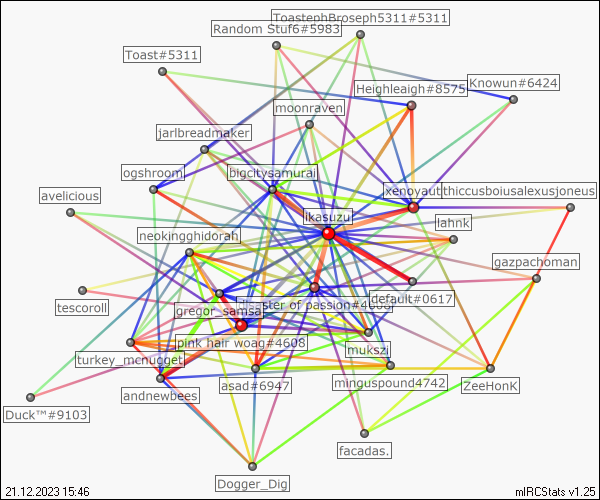 ToastephBroseph5311#5311
Random Stuf6#5983
Toast#5311
Knowun#6424
Heighleaigh#8575
moonraven
jarlbreadmaker
ogshroom
bigcitysamurai
avelicious
xenoyaut
thiccusboiusalexusjoneus
ikasuzu
lahnk
neokingghidorah
gazpachoman
tescoroll
gregor_samsa
disaster of passion#4608
default#0617
pink hair woag#4608
mukszi
turkey_mcnugget
andnewbees
asad#6947
minguspound4742
ZeeHonK
Duck™#9103
facadas.
Dogger_Dig
21.12.2023 15:46
mIRCStats v1.25